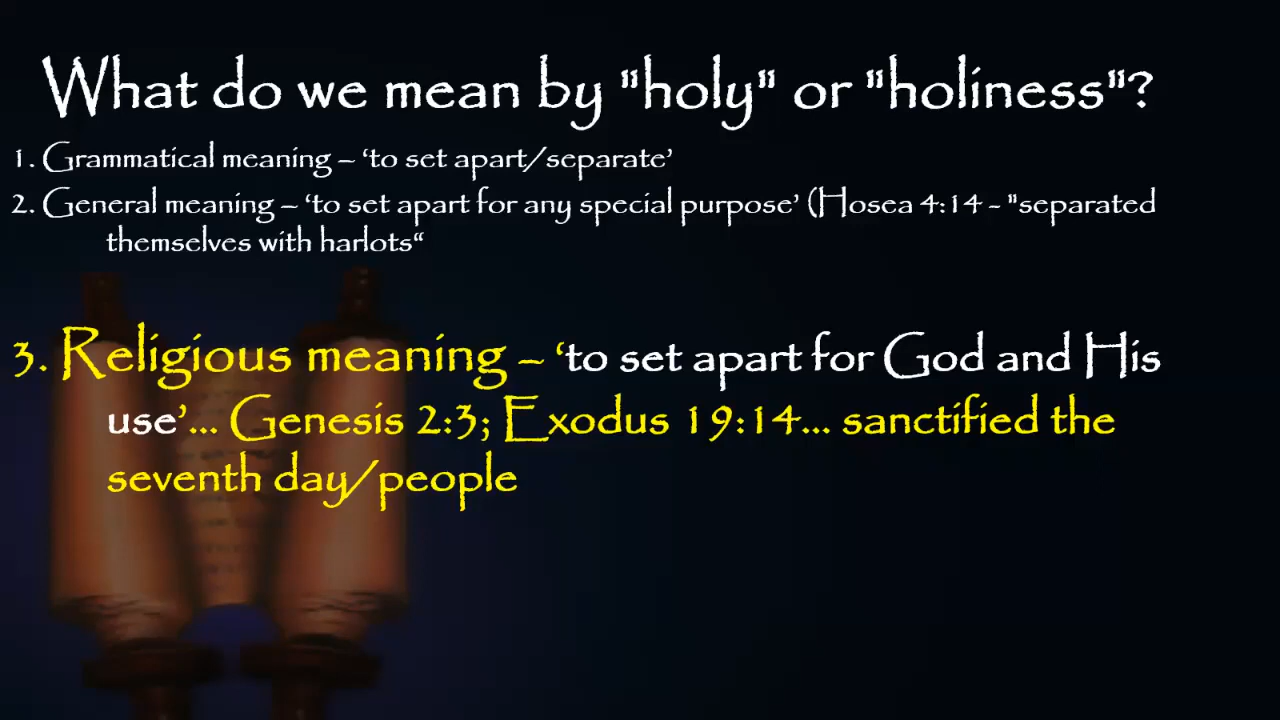 What do we mean by "holy" or "holiness"?
1. Grammatical meaning – ‘to set apart/separate’
2. General meaning – ‘to set apart for any special purpose’ (Hosea 4:14 - "separated
themselves with harlots“
3. Religious meaning – ‘to set apart for God and His
use’... Genesis 2:3; Exodus 19:14... sanctified the
seventh day/people